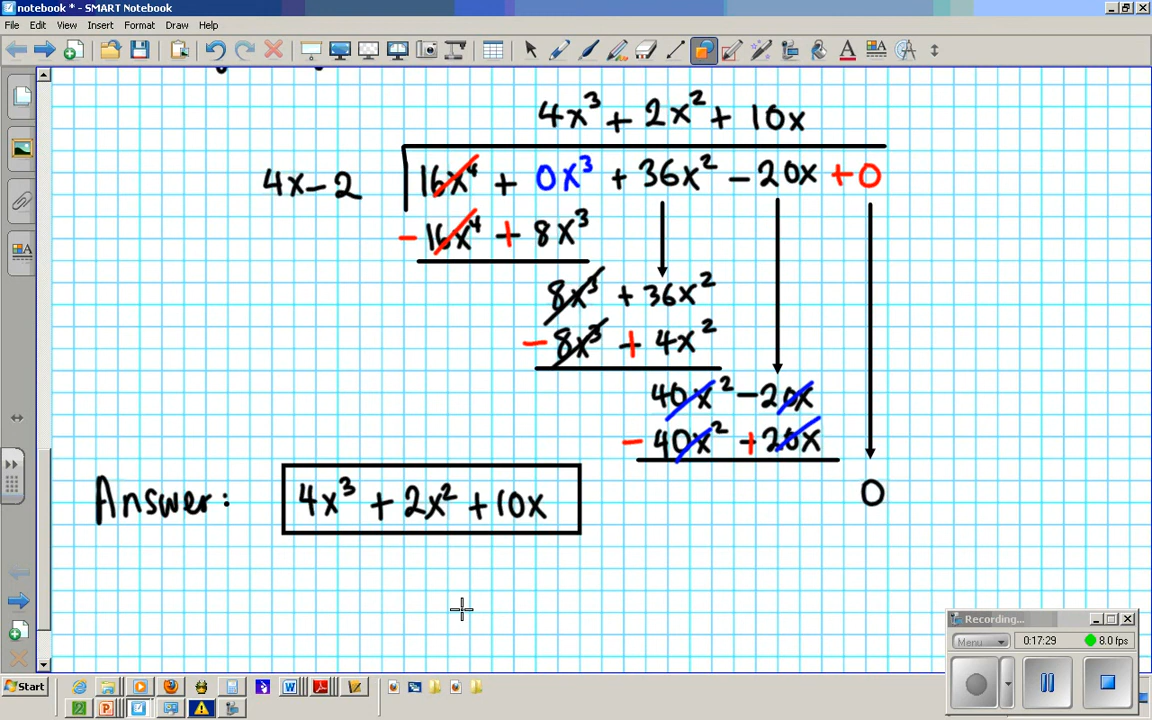 notebook * - SMART Notebook
File Edit View Insert Format Draw Help
4x³ + 2x² + 10x
4x - 2 16x⁴ + 0x³ + 36x² - 20x + 0
- 16x⁴ + 8x³
8x³ + 36x²
- 8x³ + 4x²
40x² - 20x
- 40x² + 20x
0
Answer: 4x³ + 2x² + 10x
Recording...
Menu 0:17:29 8.0 fps
Start